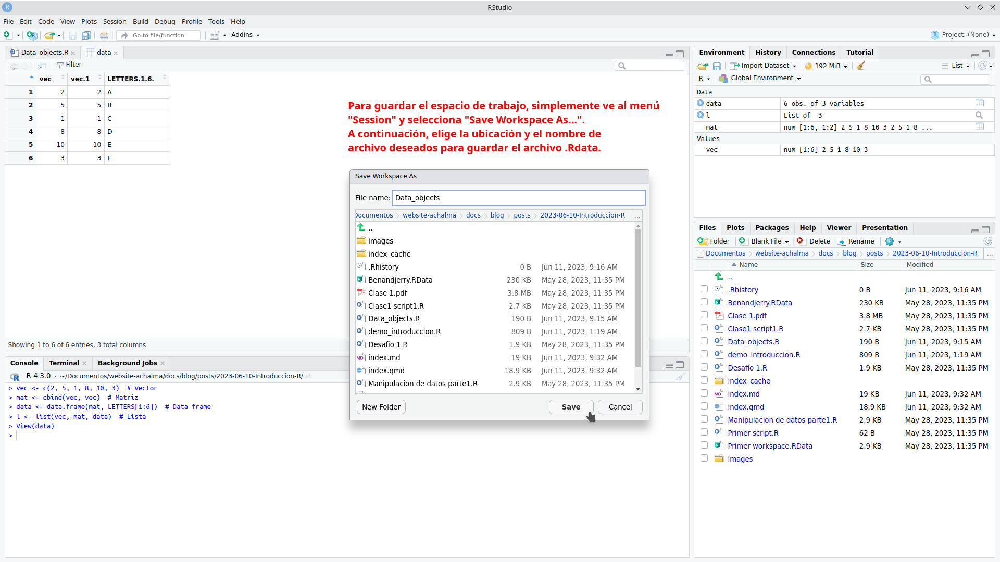 RStudio
File Edit Code View Plots Session Build Debug Profile Tools Help
Go to file/function Addins Project: (None)
Data_objects.R data
Filter
vec vec.1 LETTERS.1.6.
1 2 2 A
2 5 5 B
3 1 1 C
4 8 8 D
5 10 10 E
6 3 3 F
Showing 1 to 6 of 6 entries, 3 total columns
Para guardar el espacio de trabajo, simplemente ve al menú
"Session" y selecciona "Save Workspace As...".
A continuación, elige la ubicación y el nombre de
archivo deseados para guardar el archivo .Rdata.
Save Workspace As
File name: Data_objects
Documentos > website-achalma > docs > blog > posts > 2023-06-10-Introduccion-R ...
..
images
index_cache
.Rhistory 0 B Jun 11, 2023, 9:16 AM
Benandjerry.RData 230 KB May 28, 2023, 11:35 PM
Clase 1.pdf 3.8 MB May 28, 2023, 11:35 PM
Clase1 script1.R 2.7 KB May 28, 2023, 11:35 PM
Data_objects.R 190 B Jun 11, 2023, 9:15 AM
demo_introduccion.R 809 B Jun 11, 2023, 1:19 AM
Desafio 1.R 1.9 KB May 28, 2023, 11:35 PM
index.md 19 KB Jun 11, 2023, 9:32 AM
index.qmd 18.9 KB Jun 11, 2023, 9:32 AM
Manipulacion de datos parte1.R 2.9 KB May 28, 2023, 11:35 PM
New Folder Save Cancel
Console Terminal Background Jobs
R 4.3.0 · ~/Documentos/website-achalma/docs/blog/posts/2023-06-10-Introduccion-R/
> vec <- c(2, 5, 1, 8, 10, 3)  # Vector
> mat <- cbind(vec, vec)  # Matriz
> data <- data.frame(mat, LETTERS[1:6])  # Data frame
> l <- list(vec, mat, data)  # Lista
> View(data)
>
Environment History Connections Tutorial
Import Dataset 192 MiB List
R Global Environment
Data
data 6 obs. of 3 variables
l List of  3
mat num [1:6, 1:2] 2 5 1 8 10 3 2 5 1 8 ...
Values
vec num [1:6] 2 5 1 8 10 3
Files Plots Packages Help Viewer Presentation
Folder Blank File Delete Rename
Documentos > website-achalma > docs > blog > posts > 2023-06-10-Introduccion-R ...
Name Size Modified
..
.Rhistory 0 B Jun 11, 2023, 9:16 AM
Benandjerry.RData 230 KB May 28, 2023, 11:35 PM
Clase 1.pdf 3.8 MB May 28, 2023, 11:35 PM
Clase1 script1.R 2.7 KB May 28, 2023, 11:35 PM
Data_objects.R 190 B Jun 11, 2023, 9:15 AM
demo_introduccion.R 809 B Jun 11, 2023, 1:19 AM
Desafio 1.R 1.9 KB May 28, 2023, 11:35 PM
index_cache
index.md 19 KB Jun 11, 2023, 9:32 AM
index.qmd 18.9 KB Jun 11, 2023, 9:32 AM
Manipulacion de datos parte1.R 2.9 KB May 28, 2023, 11:35 PM
Primer script.R 62 B May 28, 2023, 11:35 PM
Primer workspace.RData 2.9 KB May 28, 2023, 11:35 PM
images